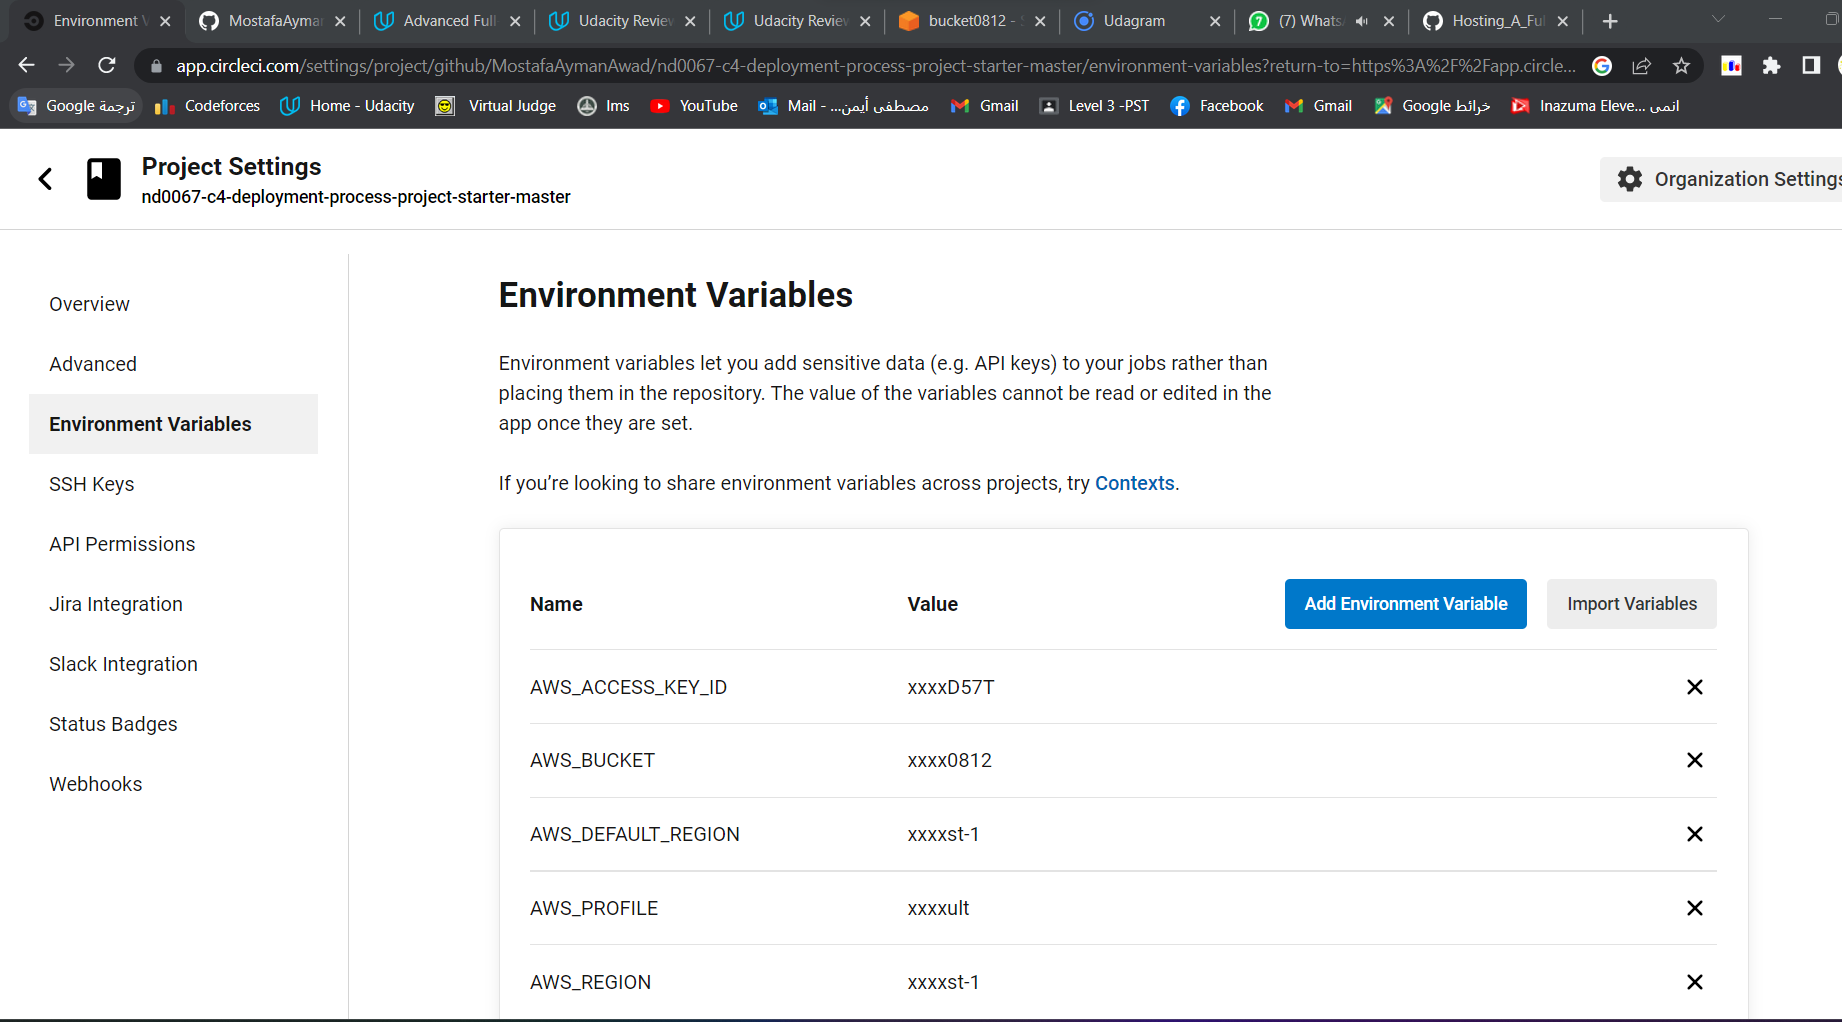 Environment V
MostafaAyman
Advanced Full
Udacity Review
Udacity Review
bucket0812 - S
Udagram
(7) WhatsA
Hosting_A_Ful
app.circleci.com/settings/project/github/MostafaAymanAwad/nd0067-c4-deployment-process-project-starter-master/environment-variables?return-to=https%3A%2F%2Fapp.circle...
Google ترجمة
Codeforces
Home - Udacity
Virtual Judge
Ims
YouTube
Mail - ...مصطفى أيمن
Gmail
Level 3 -PST
Facebook
Gmail
Google خرائط
Inazuma Eleve... انمى
Project Settings
nd0067-c4-deployment-process-project-starter-master
Organization Settings
Overview
Advanced
Environment Variables
SSH Keys
API Permissions
Jira Integration
Slack Integration
Status Badges
Webhooks
Environment Variables
Environment variables let you add sensitive data (e.g. API keys) to your jobs rather than
placing them in the repository. The value of the variables cannot be read or edited in the
app once they are set.
If you’re looking to share environment variables across projects, try Contexts.
Name Value Add Environment Variable Import Variables
AWS_ACCESS_KEY_ID xxxxD57T
AWS_BUCKET xxxx0812
AWS_DEFAULT_REGION xxxxst-1
AWS_PROFILE xxxxult
AWS_REGION xxxxst-1